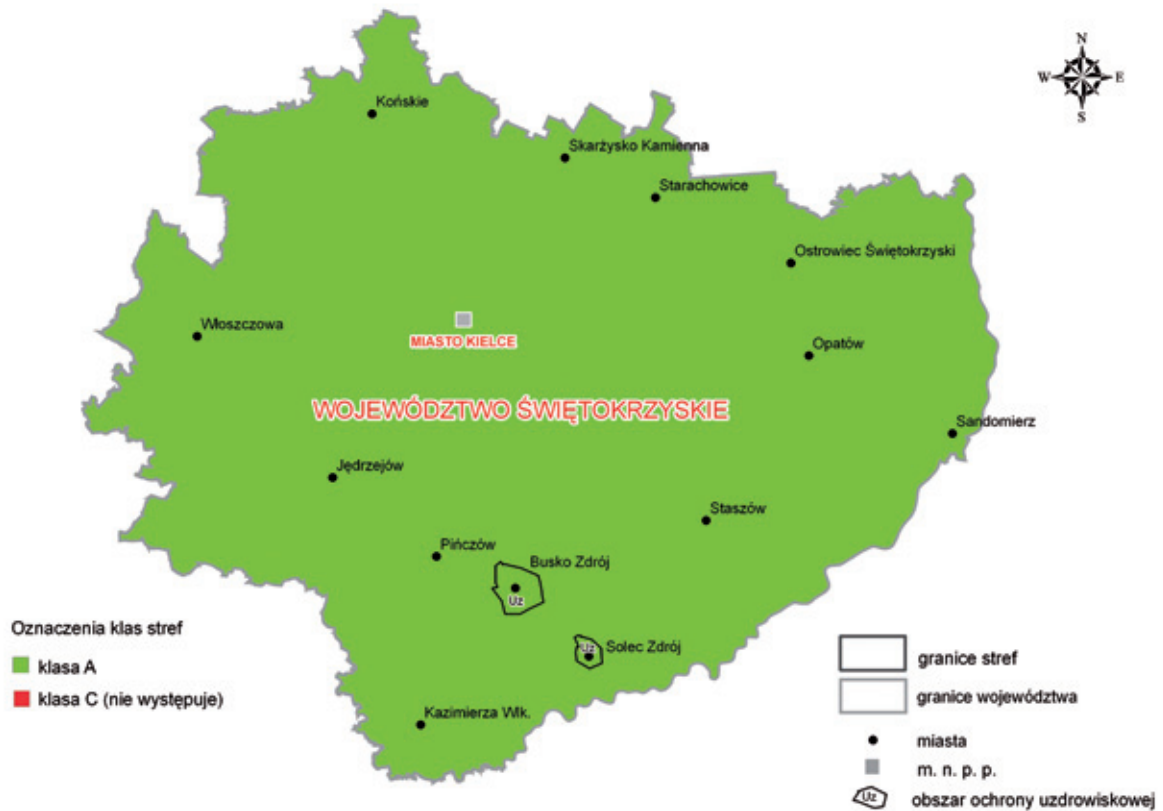 N
W E
S
Końskie
Skarżysko Kamienna
Starachowice
Ostrowiec Świętokrzyski
Włoszczowa
MIASTO KIELCE
Opatów
WOJEWÓDZTWO ŚWIĘTOKRZYSKIE
Sandomierz
Jędrzejów
Staszów
Pińczów
Busko Zdrój
Uz
Uz
Solec Zdrój
Kazimierza Wlk.
Oznaczenia klas stref
klasa A
klasa C (nie występuje)
granice stref
granice województwa
miasta
m. n. p. p.
Uz obszar ochrony uzdrowiskowej